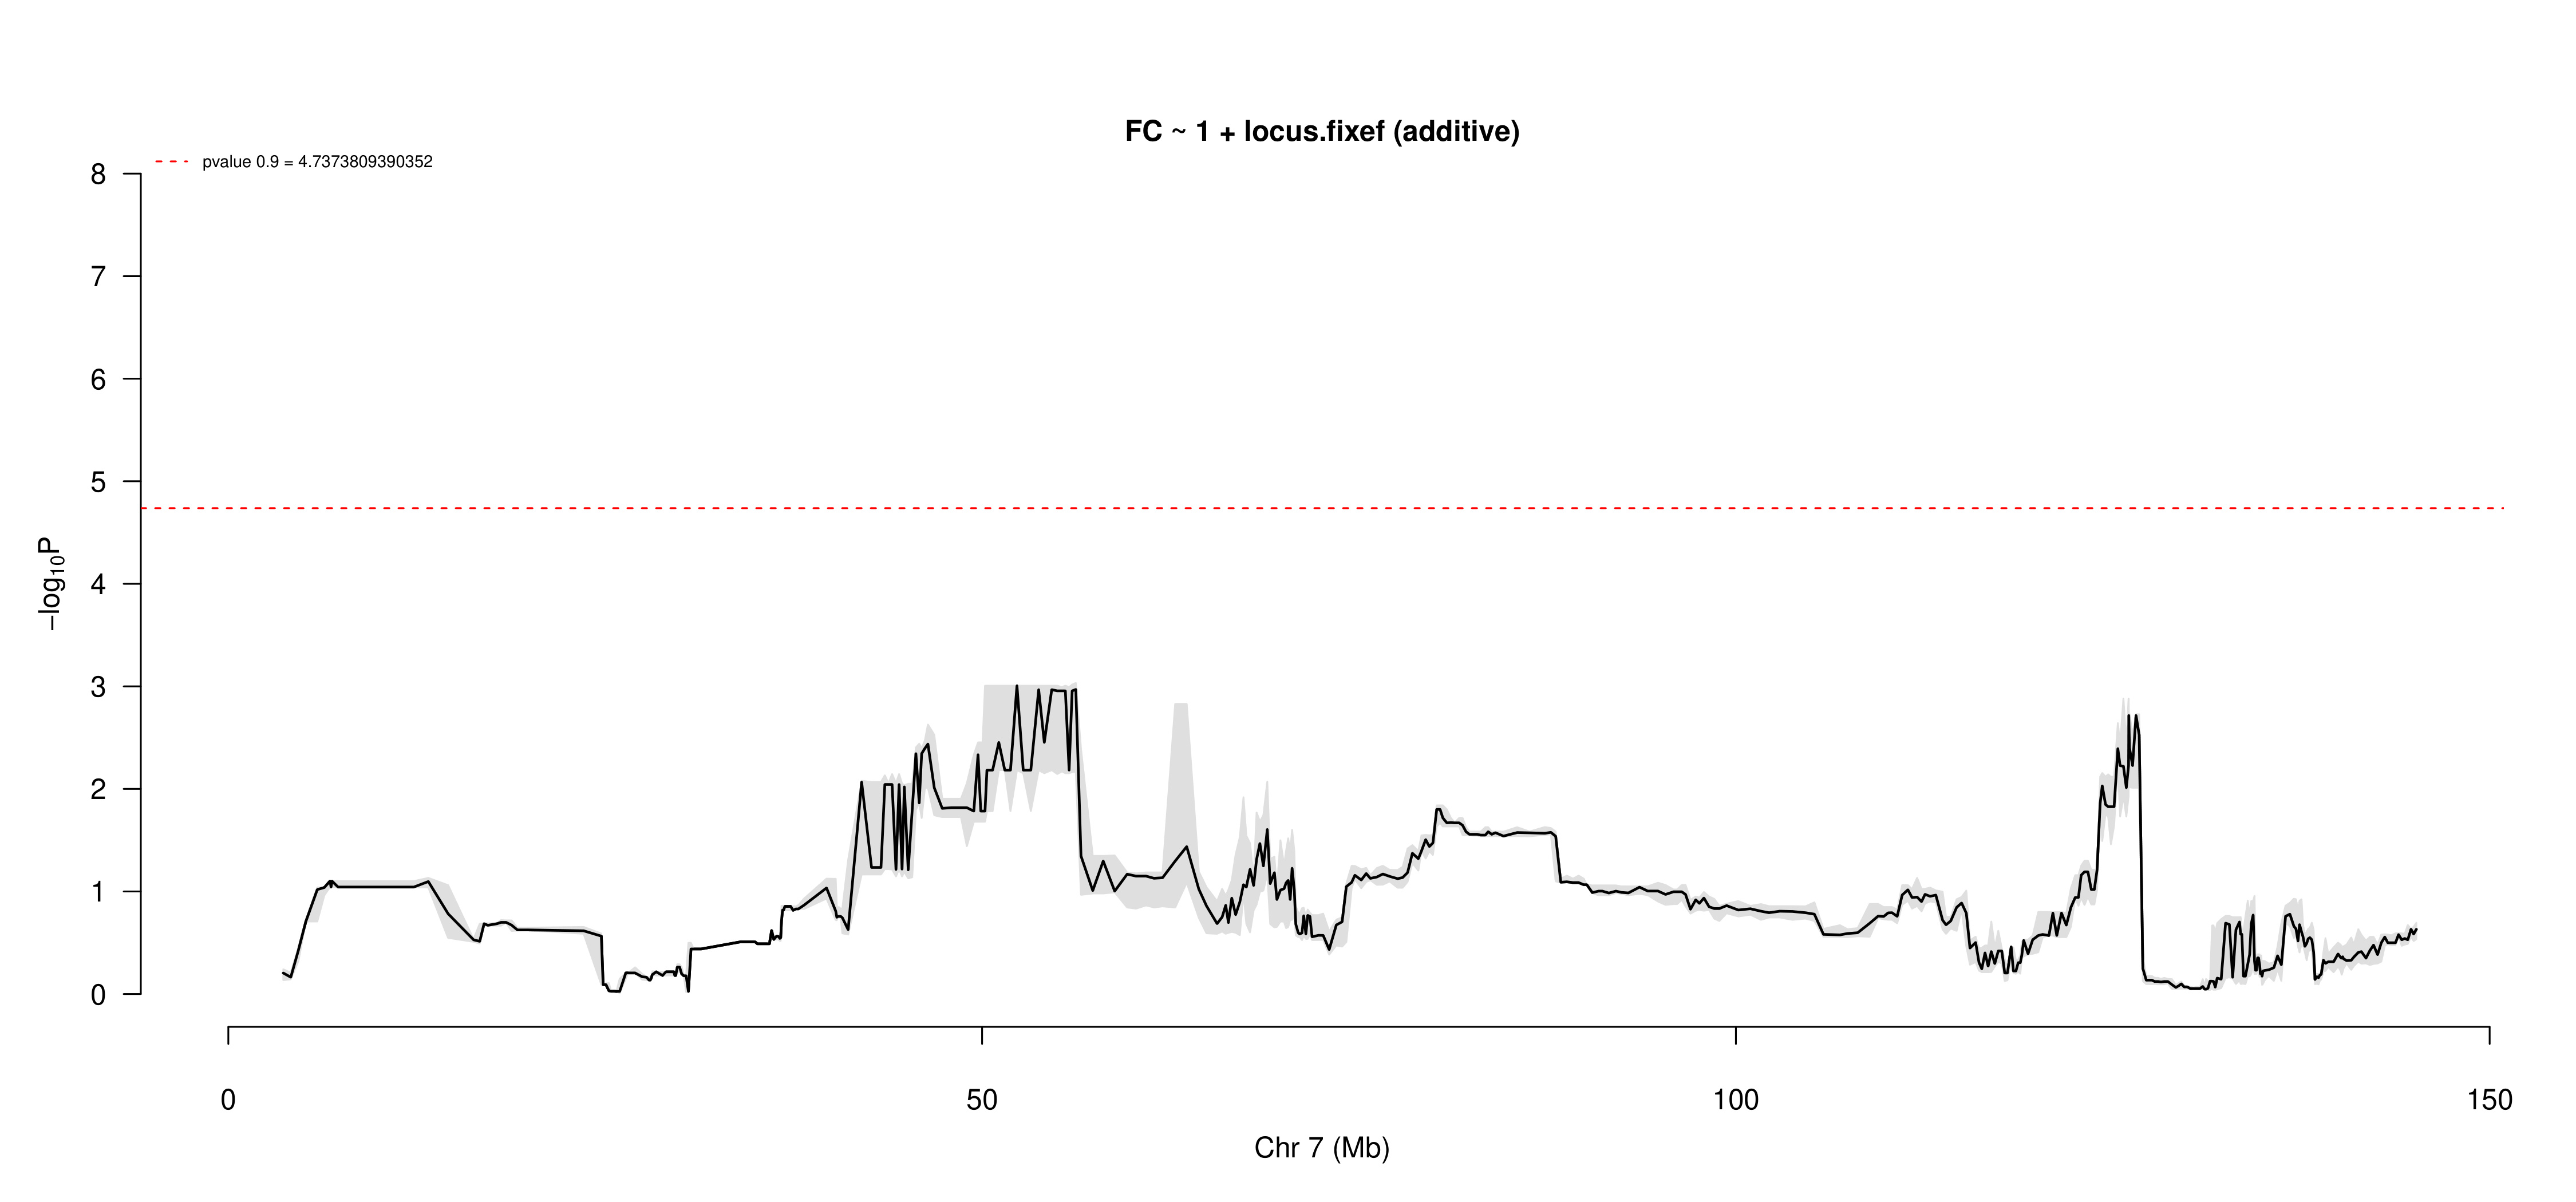 FC ~ 1 + locus.fixef (additive)
pvalue 0.9 = 4.7373809390352
8
7
6
5
4
3
2
1
0
−log10P
0 50 100 150
Chr 7 (Mb)